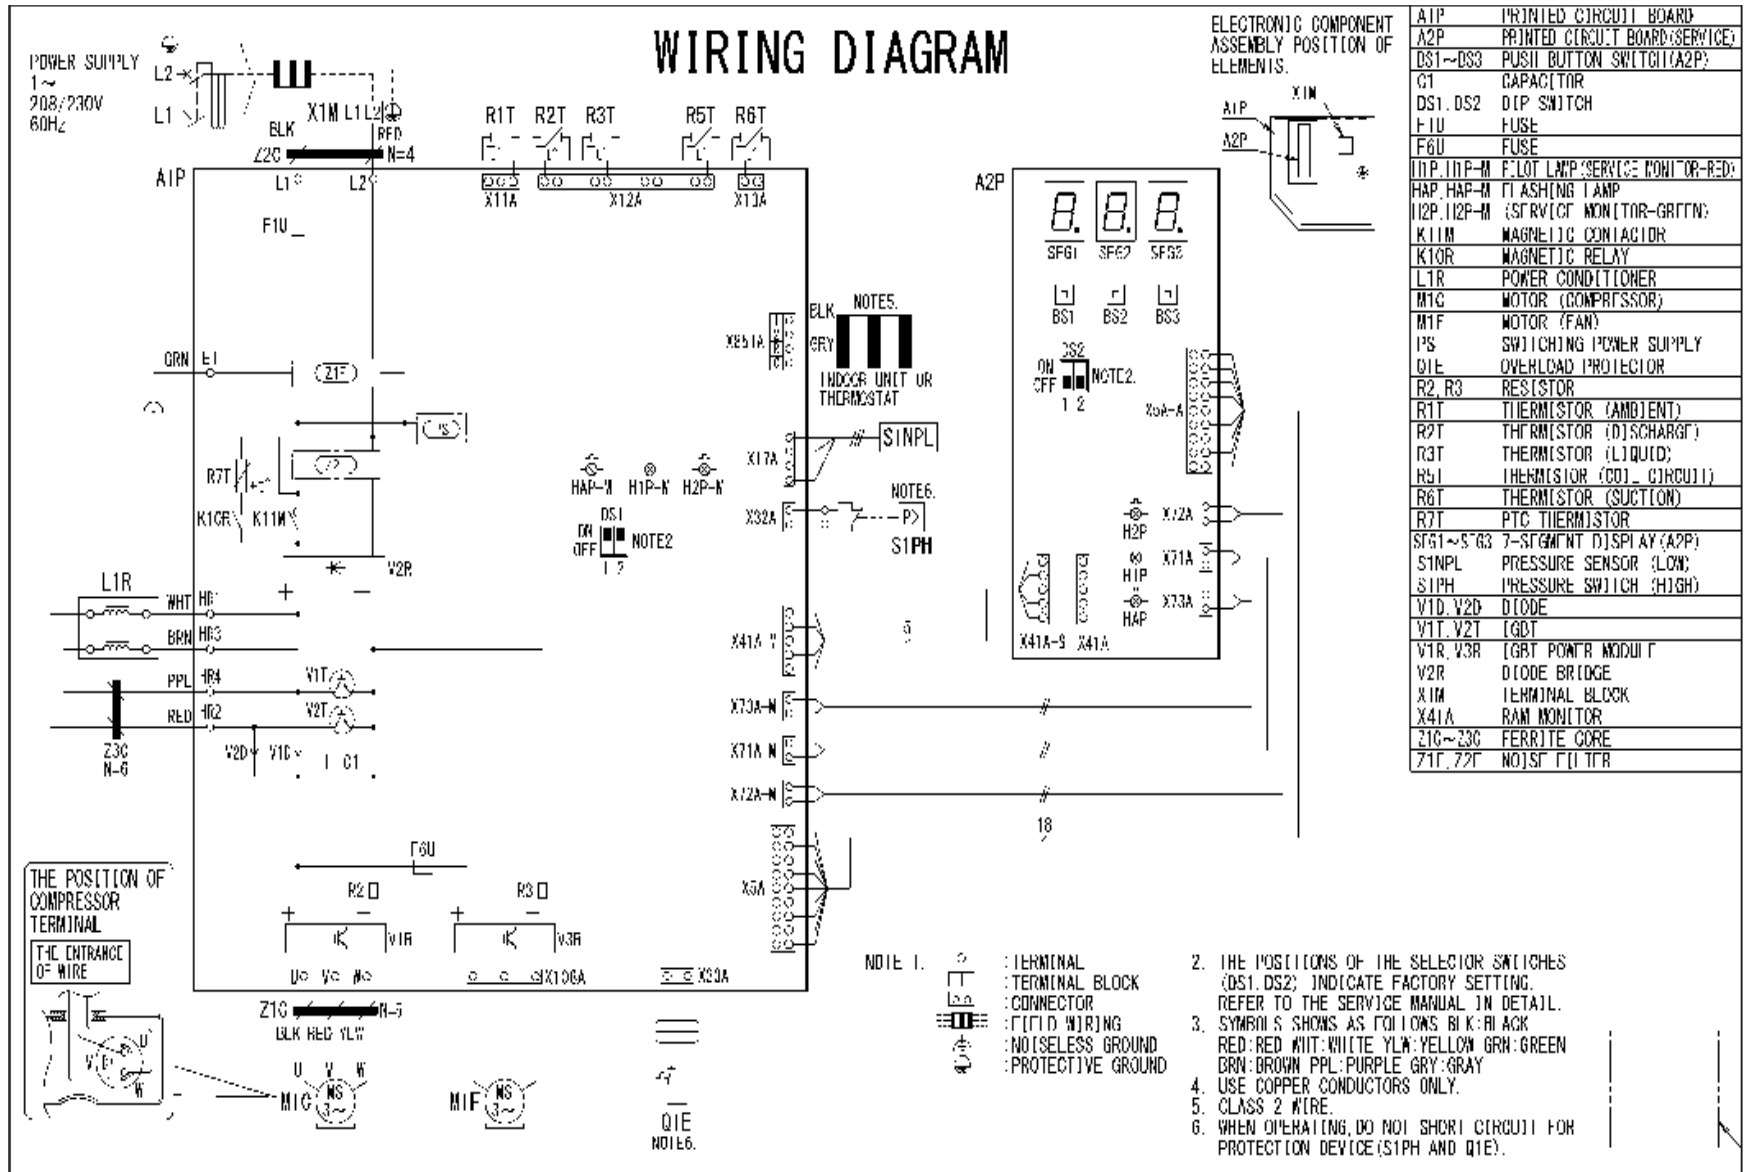 WIRING DIAGRAM
POWER SUPPLY
1~
208/230V
60Hz
L2
L1
X1M L1 L2
BLK
RED
Z2C
N=4
A1P
L1
L2
R1T
R2T
R3T
R5T
R6T
X11A
X12A
X13A
F1U
GRN
E1
Z1F
PS
R7T
K11M
V2R
+
−
L1R
WHT
BRN
HR3
PPL
HR4
RED
HR2
V1T
V2T
V2D
V1D
C1
Z3C
N=6
HAP-M
H1P-M
H2P-M
DS1
ON
OFF
NOTE2
1 2
BLK
GRY
NOTE5.
INDOOR UNIT OR
THERMOSTAT
X17A
S1NPL
X32A
NOTE6.
P>
S1PH
X41A
5
X71A-M
X72A-M
18
X5A
F6U
R2
R3
+
−
V1R
+
−
V3R
U
V
W
X106A
Z1C
N=5
BLK RED YLW
U V W
M1C
MS
3~
M1F
MS
3~
Q1E
NOTE6.
THE POSITION OF
COMPRESSOR
TERMINAL
THE ENTRANCE
OF WIRE
U
V
W
A2P
SEG1
SEG2
SEG3
BS1
BS2
BS3
DS2
ON
OFF
NOTE2.
1 2
X5A-A
H2P
X72A
H1P
X71A
HAP
X73A
X41A-S
X41A
ELECTRONIC COMPONENT
ASSEMBLY POSITION OF
ELEMENTS.
X1M
A1P
A2P
A1P PRINTED CIRCUIT BOARD
A2P PRINTED CIRCUIT BOARD(SERVICE)
PUSH BUTTON SWITCH(A2P)
C1 CAPACITOR
DS1.DS2 DIP SWITCH
F1U FUSE
F6U FUSE
H1P.H1P-M PILOT LAMP(SERVICE MONITOR-RED)
HAP.HAP-M FLASHING LAMP
H2P.H2P-M (SERVICE MONITOR-GREEN)
K11M MAGNETIC CONTACTOR
MAGNETIC RELAY
L1R POWER CONDITIONER
M1C MOTOR (COMPRESSOR)
M1F MOTOR (FAN)
PS SWITCHING POWER SUPPLY
Q1E OVERLOAD PROTECTOR
R2,R3 RESISTOR
R1T THERMISTOR (AMBIENT)
R2T THERMISTOR (DISCHARGE)
R3T THERMISTOR (LIQUID)
R5T THERMISTOR (COIL CIRCUIT)
R6T THERMISTOR (SUCTION)
R7T PTC THERMISTOR
SEG1~SEG3 7-SEGMENT DISPLAY(A2P)
S1NPL PRESSURE SENSOR (LOW)
S1PH PRESSURE SWITCH (HIGH)
V1D.V2D DIODE
V1T.V2T IGBT
V1R,V3R IGBT POWER MODULE
V2R DIODE BRIDGE
X1M TERMINAL BLOCK
X41A RAM MONITOR
Z1C~Z3C FERRITE CORE
Z1F.Z2F NOISE FILTER
NOTE 1.
:TERMINAL
:TERMINAL BLOCK
:CONNECTOR
:FIELD WIRING
:NOISELESS GROUND
:PROTECTIVE GROUND
2. THE POSITIONS OF THE SELECTOR SWITCHES
(DS1.DS2) INDICATE FACTORY SETTING.
REFER TO THE SERVICE MANUAL IN DETAIL.
3. SYMBOLS SHOWS AS FOLLOWS BLK:BLACK
RED:RED WHT:WHITE YLW:YELLOW GRN:GREEN
BRN:BROWN PPL:PURPLE GRY:GRAY
4. USE COPPER CONDUCTORS ONLY.
5. CLASS 2 WIRE.
6. WHEN OPERATING,DO NOT SHORT CIRCUIT FOR
PROTECTION DEVICE(S1PH AND Q1E).